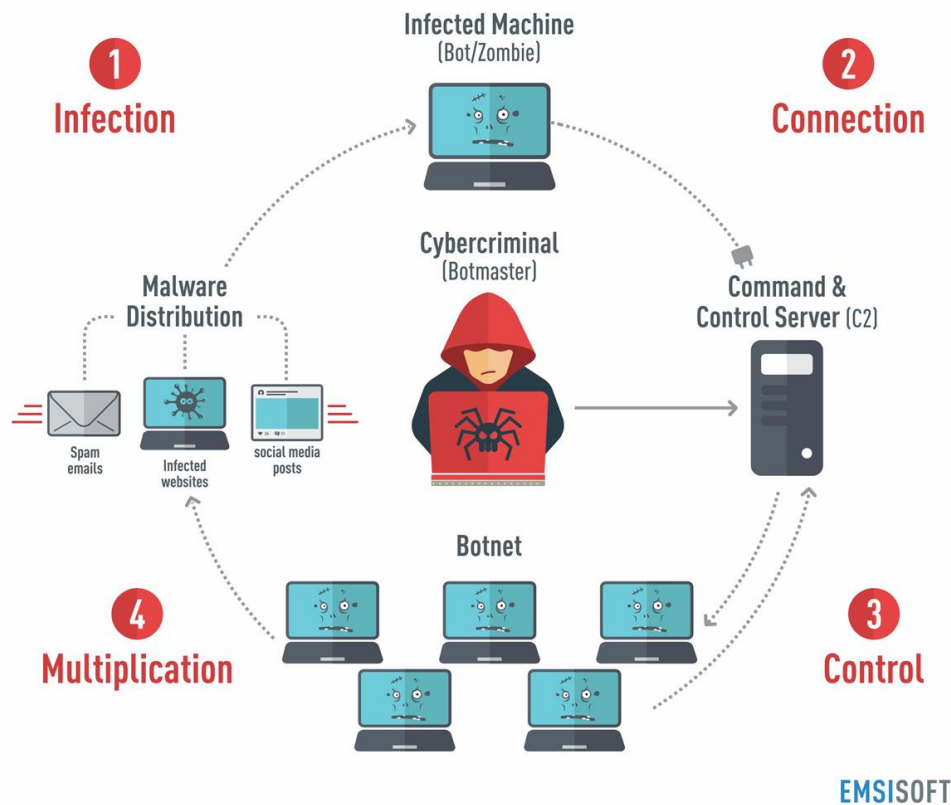 Infected Machine
(Bot/Zombie)
1
Infection
2
Connection
Cybercriminal
(Botmaster)
Malware
Distribution
Command &
Control Server (C2)
Spam
emails
Infected
websites
social media
posts
Botnet
4
Multiplication
3
Control
EMSISOFT